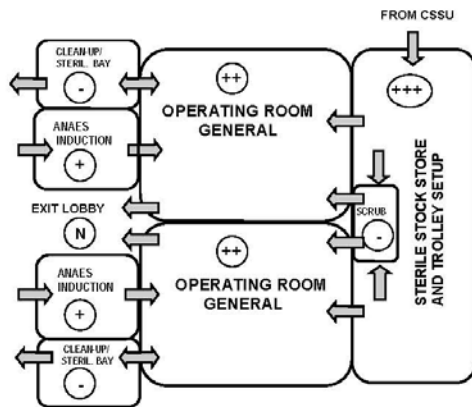 FROM CSSU
CLEAN-UP/
STERIL. BAY
-
++
OPERATING ROOM
GENERAL
+++
ANAES
INDUCTION
+
EXIT LOBBY
N
SCRUB
-
STERILE STOCK STORE
AND TROLLEY SETUP
++
OPERATING ROOM
GENERAL
ANAES
INDUCTION
+
CLEAN-UP/
STERIL. BAY
-